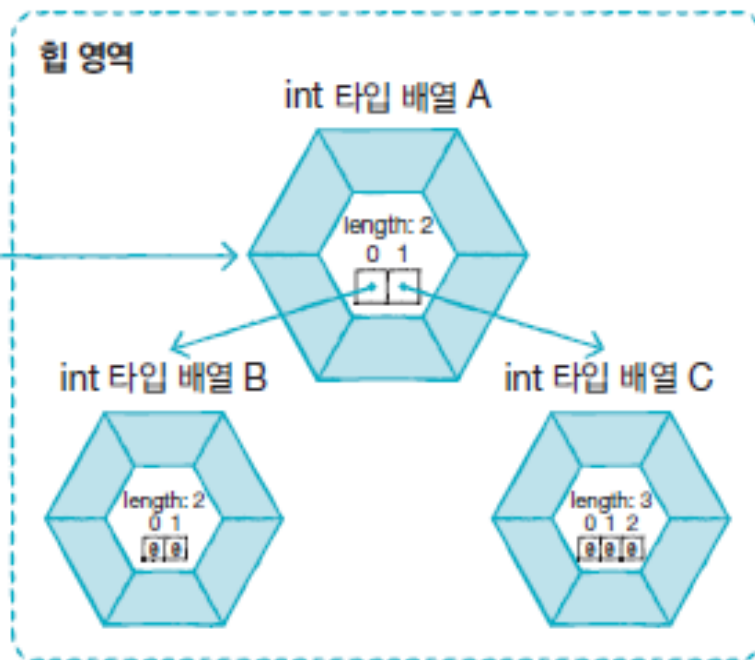 힙 영역
int 타입 배열 A
length: 2
0 1
int 타입 배열 B
int 타입 배열 C
length: 2
0 1
0 0
length: 3
0 1 2
0 0 0